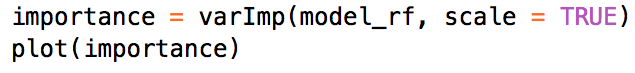 importance = varImp(model_rf, scale = TRUE)
plot(importance)